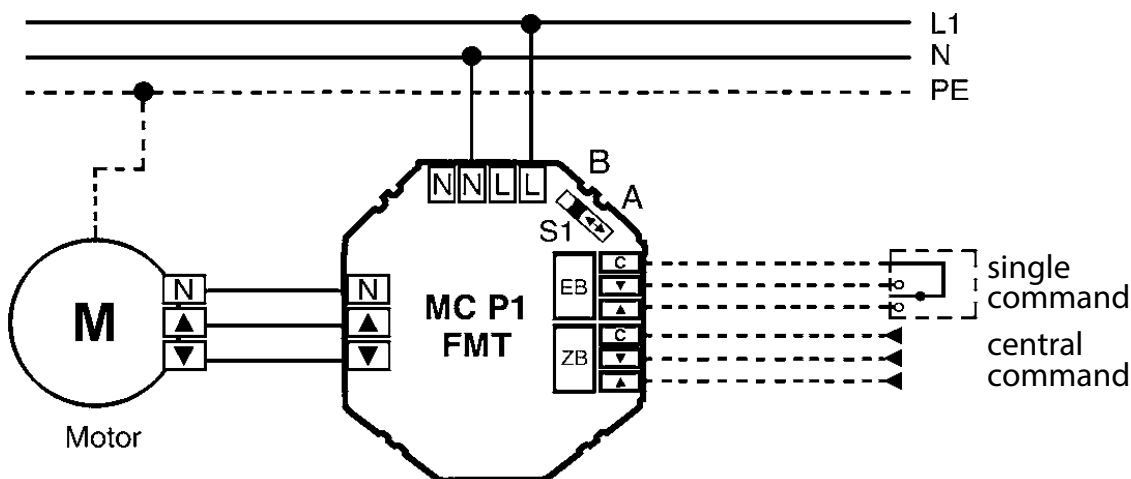 L1
N
PE
N N L L
B
A
S1
M
N
▲
▼
Motor
N
▲
▼
MC P1
FMT
EB
C
▼
▲
ZB
C
▼
▲
single
command
central
command